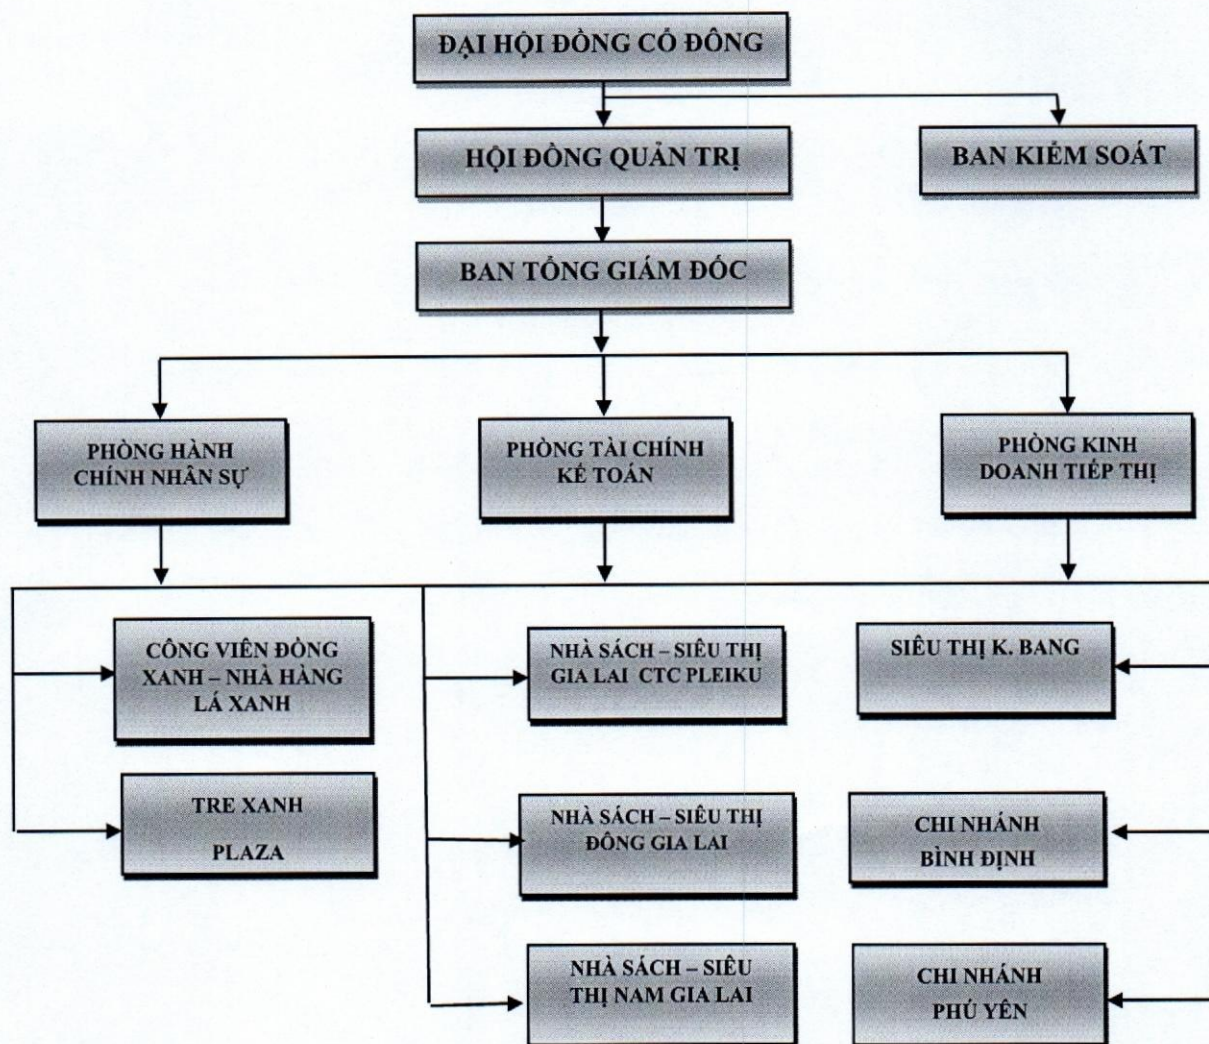 ĐẠI HỘI ĐỒNG CỔ ĐÔNG
HỘI ĐỒNG QUẢN TRỊ
BAN KIỂM SOÁT
BAN TỔNG GIÁM ĐỐC
PHÒNG HÀNH
CHÍNH NHÂN SỰ
PHÒNG TÀI CHÍNH
KẾ TOÁN
PHÒNG KINH
DOANH TIẾP THỊ
CÔNG VIÊN ĐỒNG
XANH – NHÀ HÀNG
LÁ XANH
TRE XANH
PLAZA
NHÀ SÁCH – SIÊU THỊ
GIA LAI CTC PLEIKU
NHÀ SÁCH – SIÊU THỊ
ĐÔNG GIA LAI
NHÀ SÁCH – SIÊU
THỊ NAM GIA LAI
SIÊU THỊ K. BANG
CHI NHÁNH
BÌNH ĐỊNH
CHI NHÁNH
PHÚ YÊN